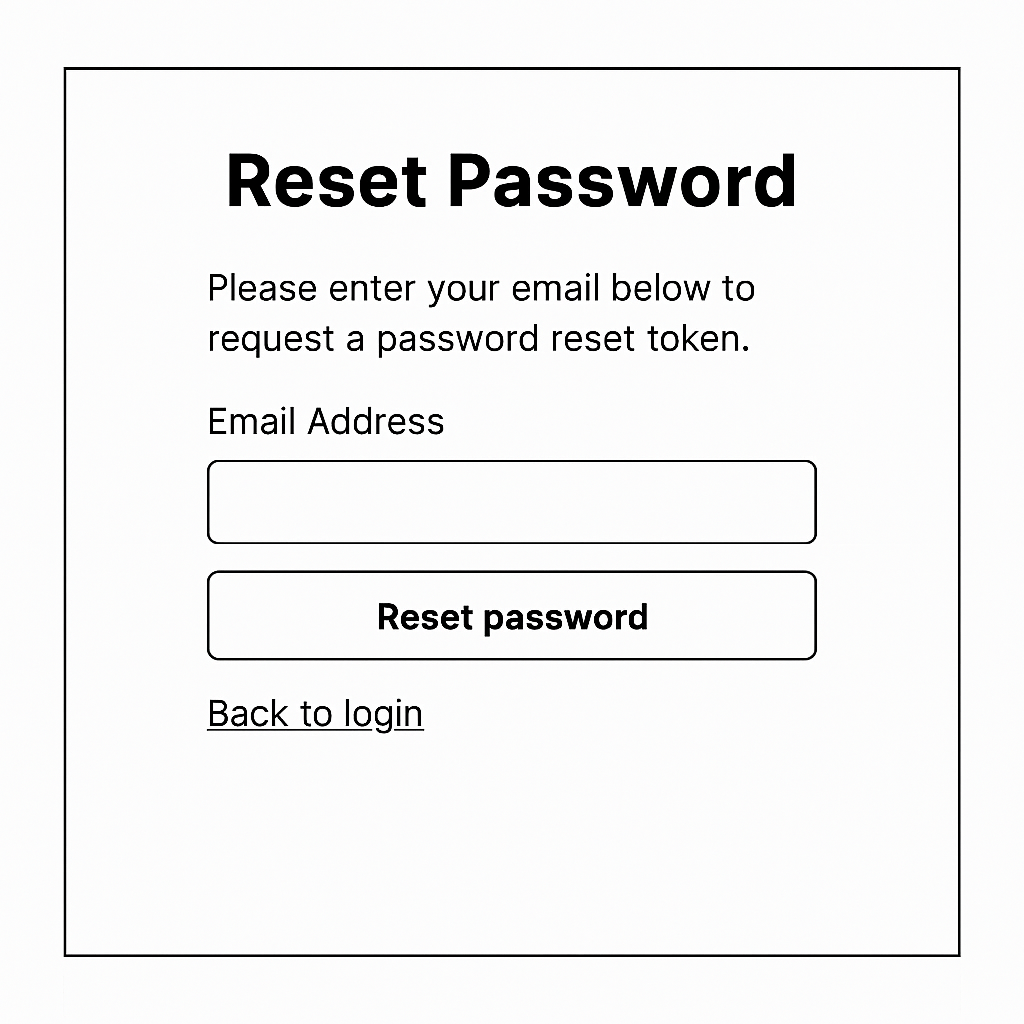 Reset Password
Please enter your email below to
request a password reset token.
Email Address
Reset password
Back to login